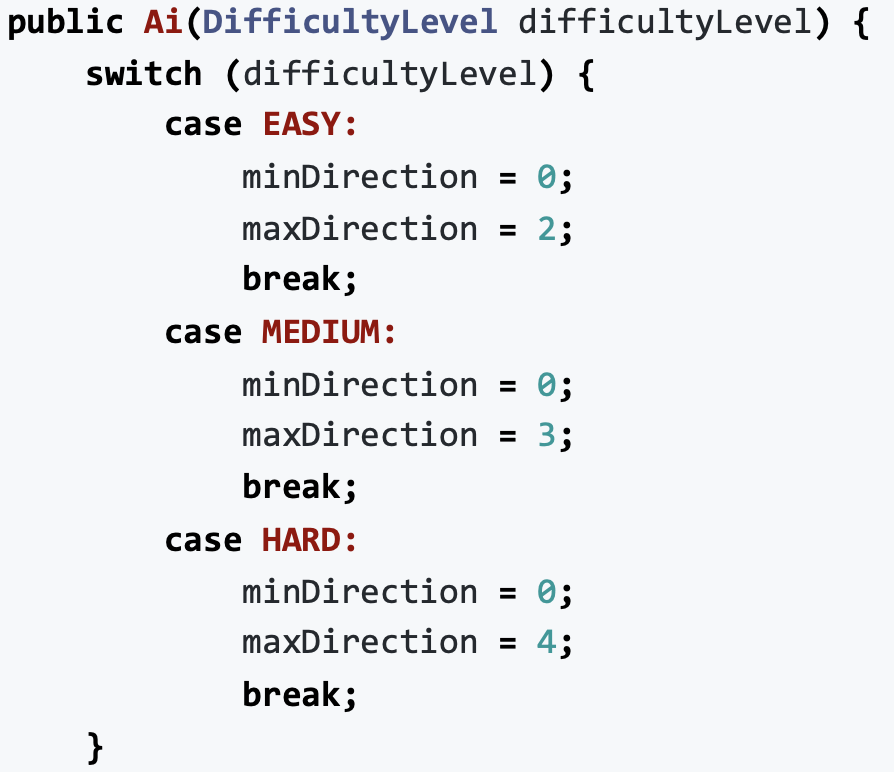 public Ai(DifficultyLevel difficultyLevel) {
    switch (difficultyLevel) {
        case EASY:
            minDirection = 0;
            maxDirection = 2;
            break;
        case MEDIUM:
            minDirection = 0;
            maxDirection = 3;
            break;
        case HARD:
            minDirection = 0;
            maxDirection = 4;
            break;
    }